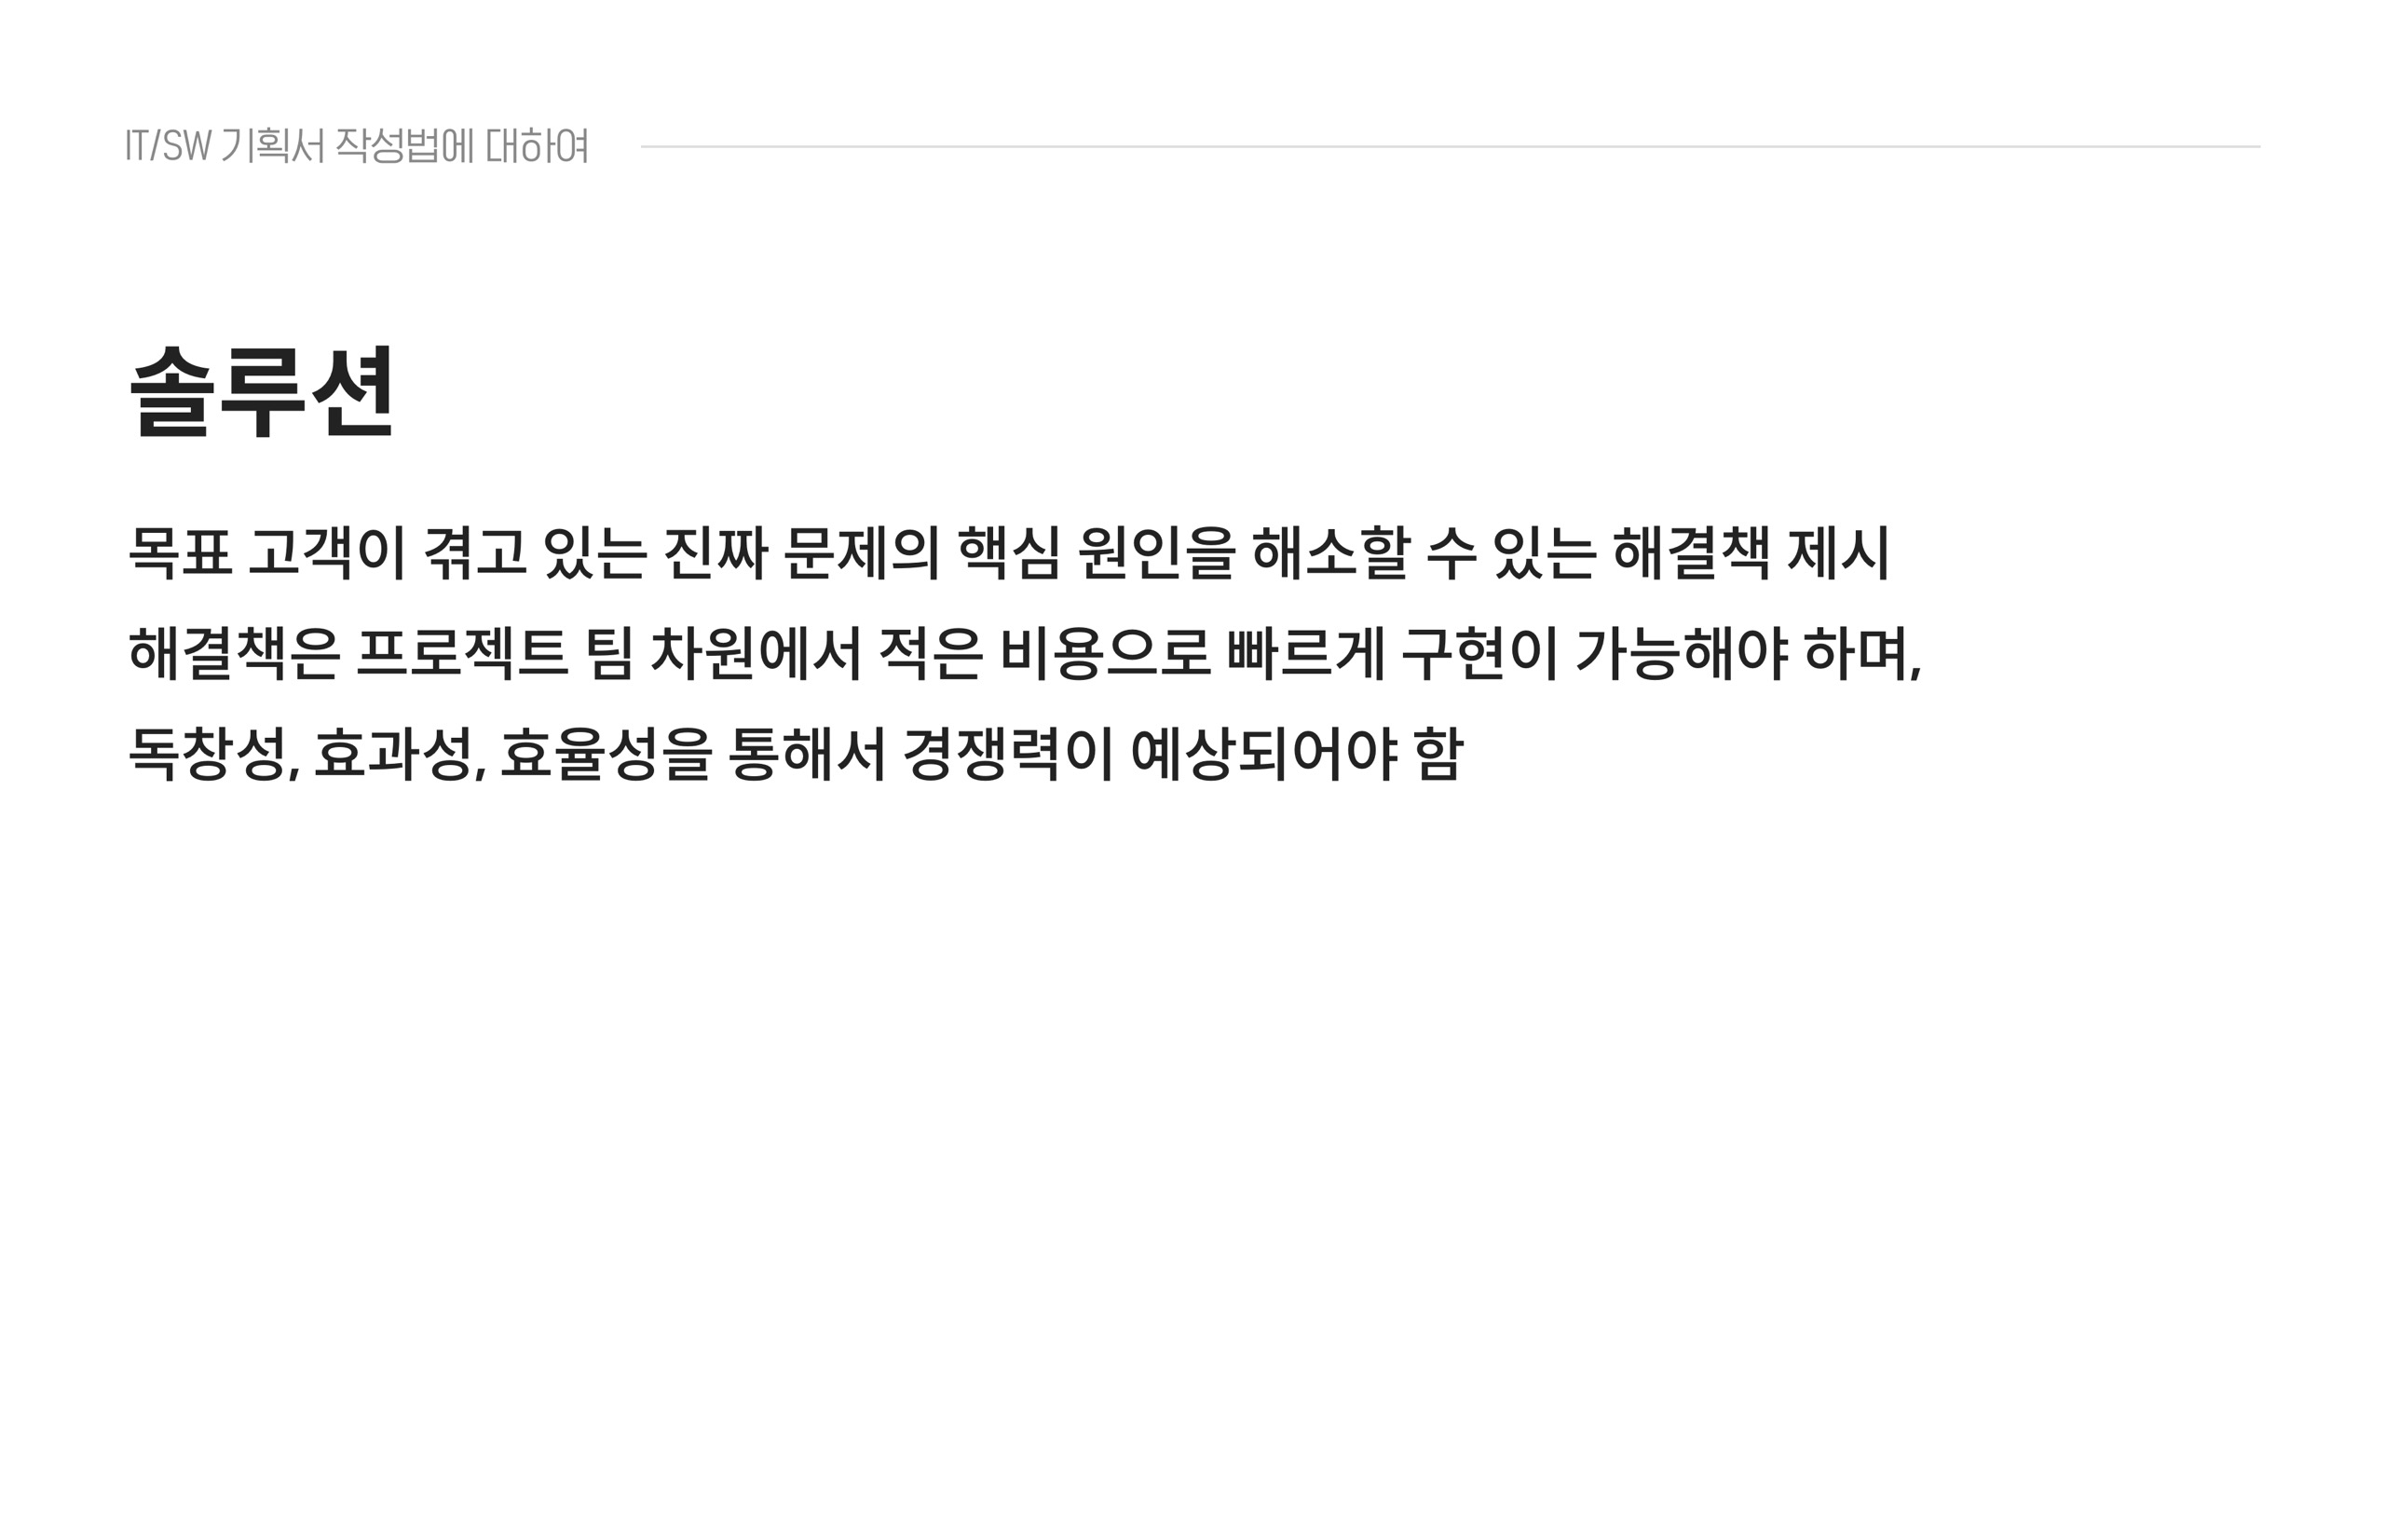 IT/SW 기획서 작성법에 대하여
솔루션
목표 고객이 겪고 있는 진짜 문제의 핵심 원인을 해소할 수 있는 해결책 제시
해결책은 프로젝트 팀 차원에서 적은 비용으로 빠르게 구현이 가능해야 하며,
독창성, 효과성, 효율성을 통해서 경쟁력이 예상되어야 함